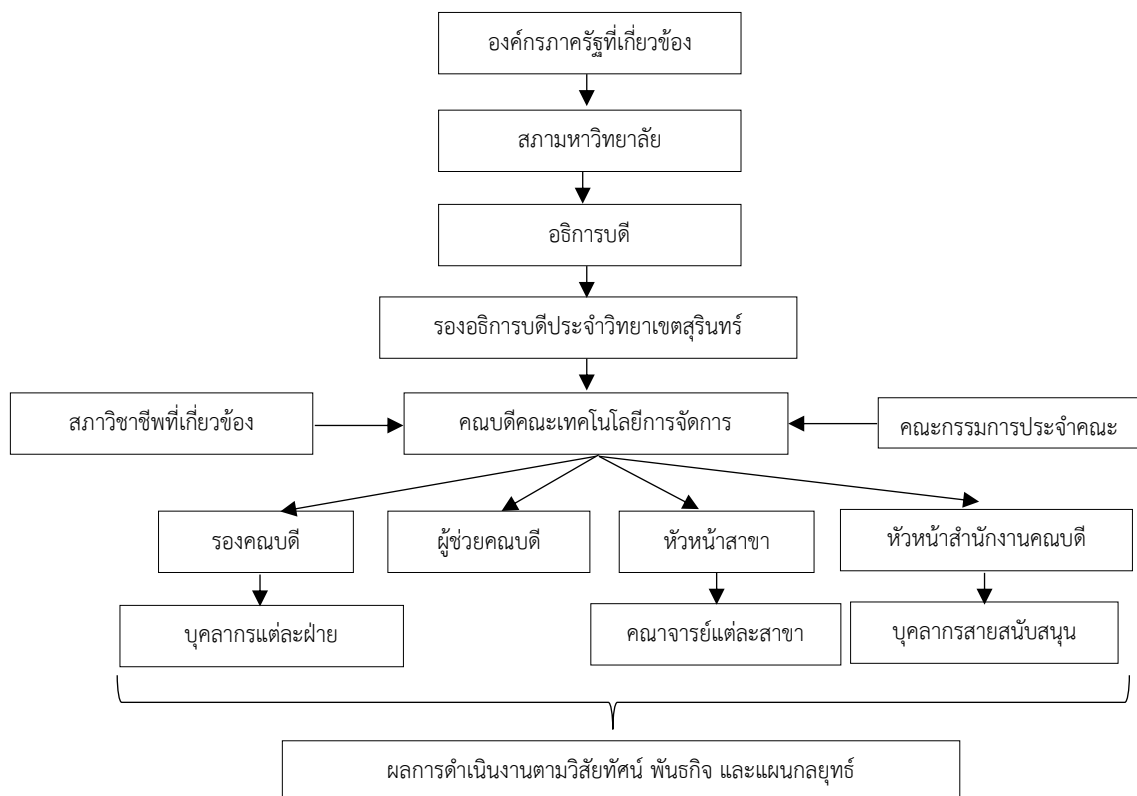 องค์กรภาครัฐที่เกี่ยวข้อง
สภามหาวิทยาลัย
อธิการบดี
รองอธิการบดีประจำวิทยาเขตสุรินทร์
สภาวิชาชีพที่เกี่ยวข้อง
คณบดีคณะเทคโนโลยีการจัดการ
คณะกรรมการประจำคณะ
รองคณบดี
ผู้ช่วยคณบดี
หัวหน้าสาขา
หัวหน้าสำนักงานคณบดี
บุคลากรแต่ละฝ่าย
คณาจารย์แต่ละสาขา
บุคลากรสายสนับสนุน
ผลการดำเนินงานตามวิสัยทัศน์ พันธกิจ และแผนกลยุทธ์